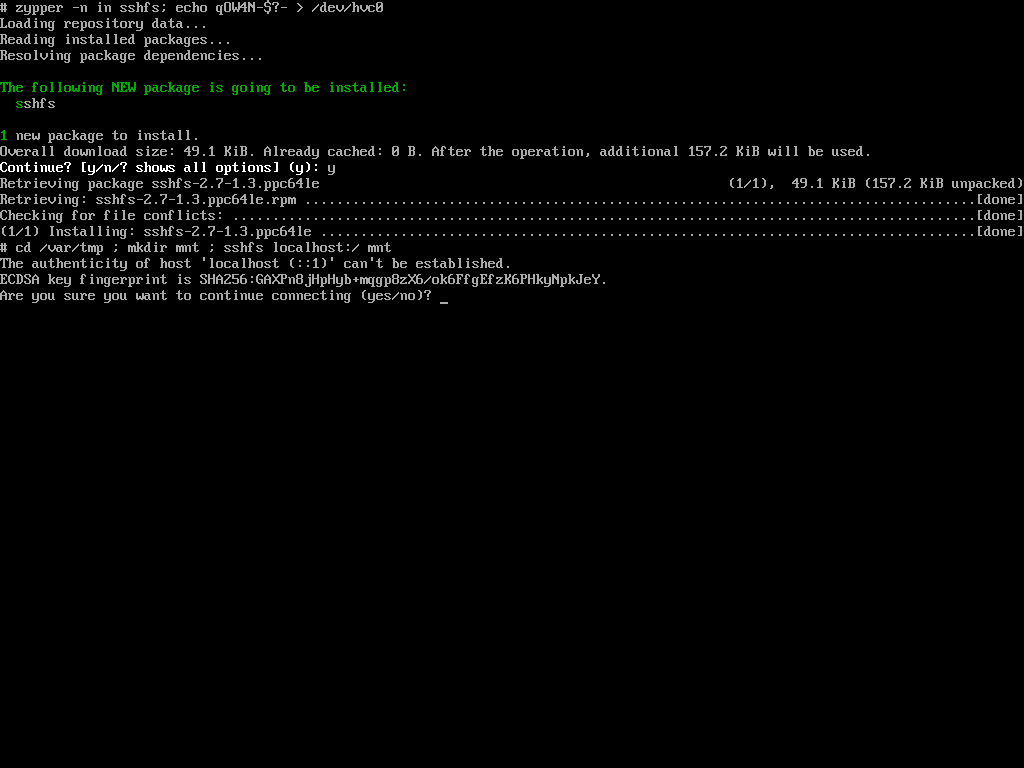 # zypper -n in sshfs; echo qOW4N-$?- > /dev/hvc0
Loading repository data...
Reading installed packages...
Resolving package dependencies...
The following NEW package is going to be installed:
sshfs
1 new package to install.
Overall download size: 49.1 KiB. Already cached: 0 B. After the operation, additional 157.2 KiB will be used.
Continue? [y/n/? shows all options] (y): y
Retrieving package sshfs-2.7-1.3.ppc64le (1/1), 49.1 KiB (157.2 KiB unpacked)
Retrieving: sshfs-2.7-1.3.ppc64le.rpm ....................................................................................[done]
Checking for file conflicts: .............................................................................................[done]
(1/1) Installing: sshfs-2.7-1.3.ppc64le ..................................................................................[done]
# cd /var/tmp ; mkdir mnt ; sshfs localhost:/ mnt
The authenticity of host 'localhost (::1)' can't be established.
ECDSA key fingerprint is SHA256:GAXPn8jHpHyb+mqgp8zX6/ok6FfgEfzK6PHkyNpkJeY.
Are you sure you want to continue connecting (yes/no)? _